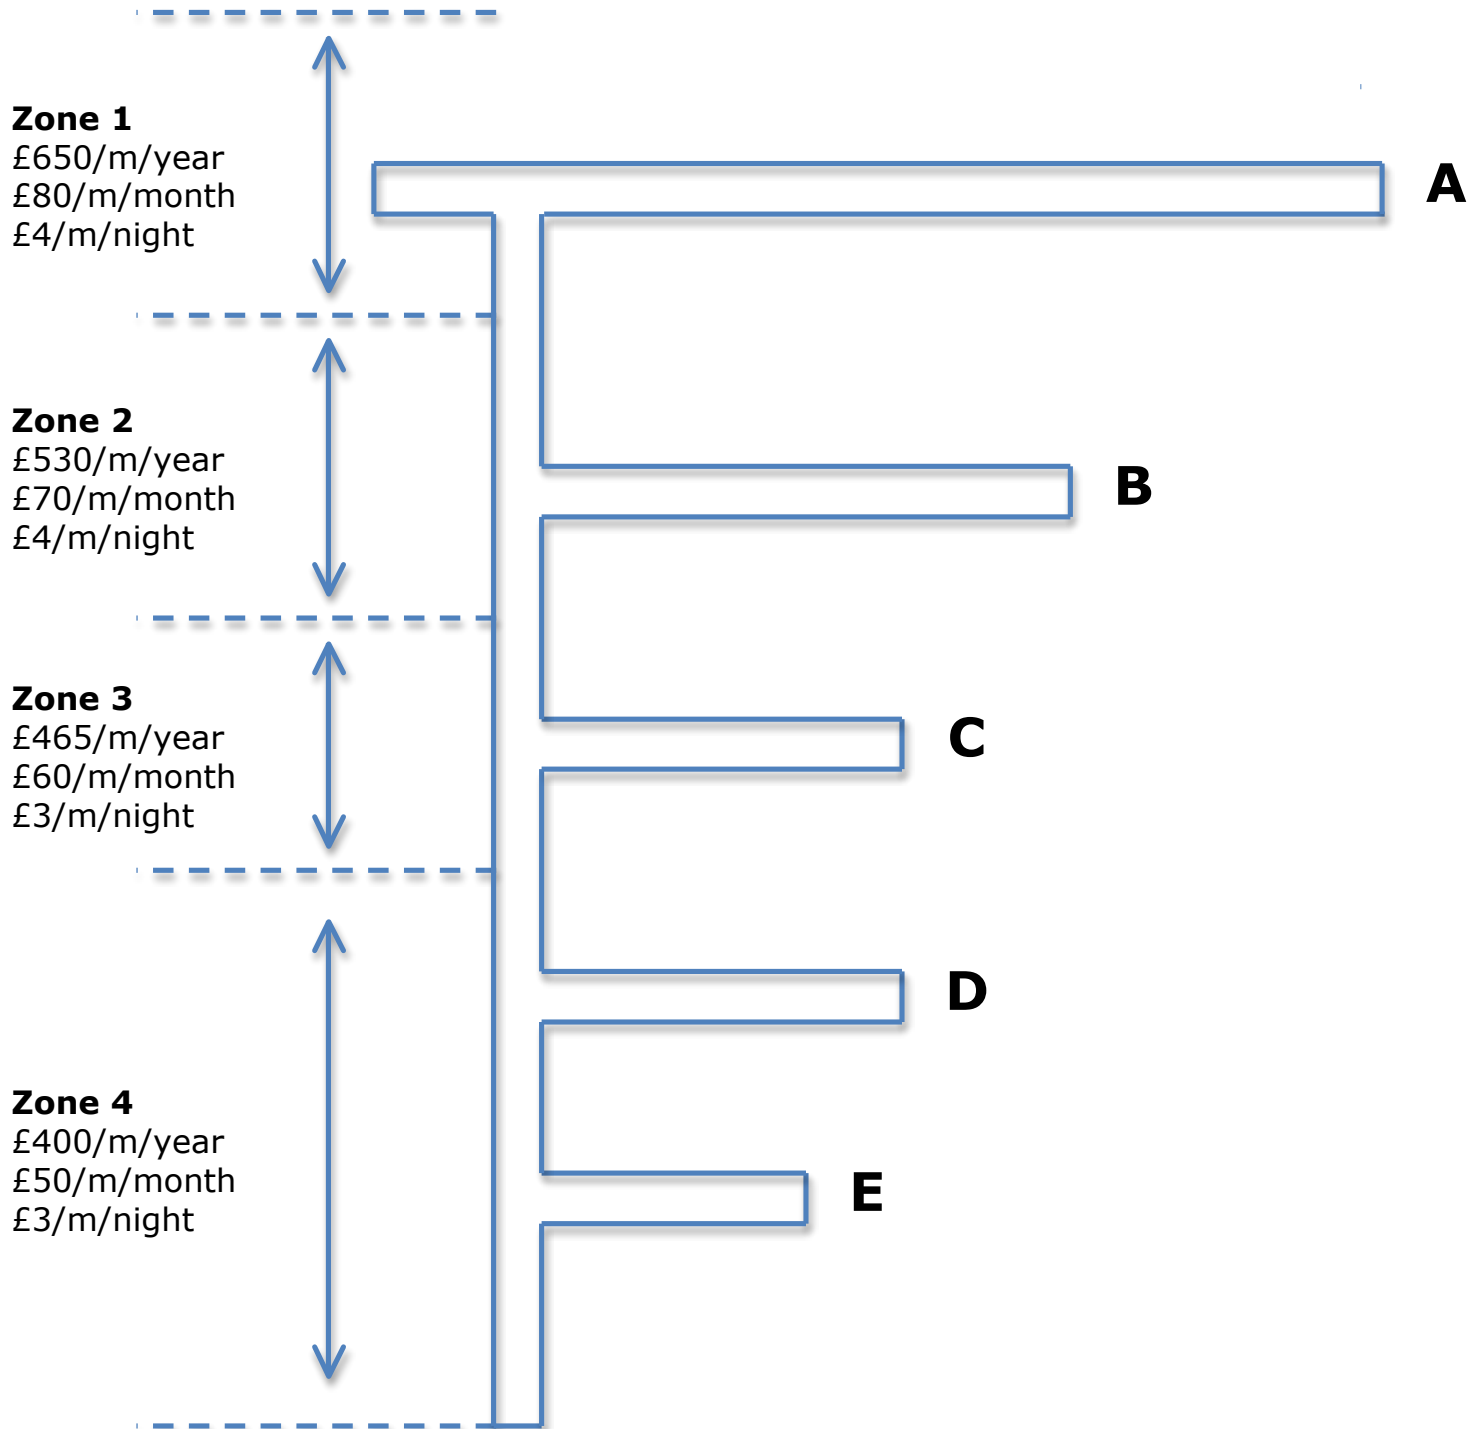 Zone 1
£650/m/year
£80/m/month
£4/m/night
A
Zone 2
£530/m/year
£70/m/month
£4/m/night
B
Zone 3
£465/m/year
£60/m/month
£3/m/night
C
D
Zone 4
£400/m/year
£50/m/month
£3/m/night
E